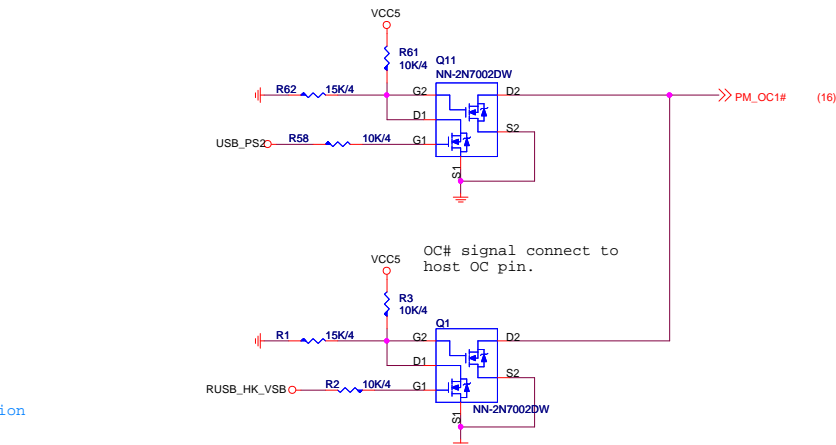 VCC5
R61
10K/4
Q11
NN-2N7002DW
R62 15K/4 G2 D2
PM_OC1# (16)
D1
S2
USB_PS2 R58 10K/4 G1
S1
OC# signal connect to
host OC pin.
VCC5
R3
10K/4
Q1
R1 15K/4 G2 D2
D1
S2
RUSB_HK_VSB R2 10K/4 G1
NN-2N7002DW
S1
ion